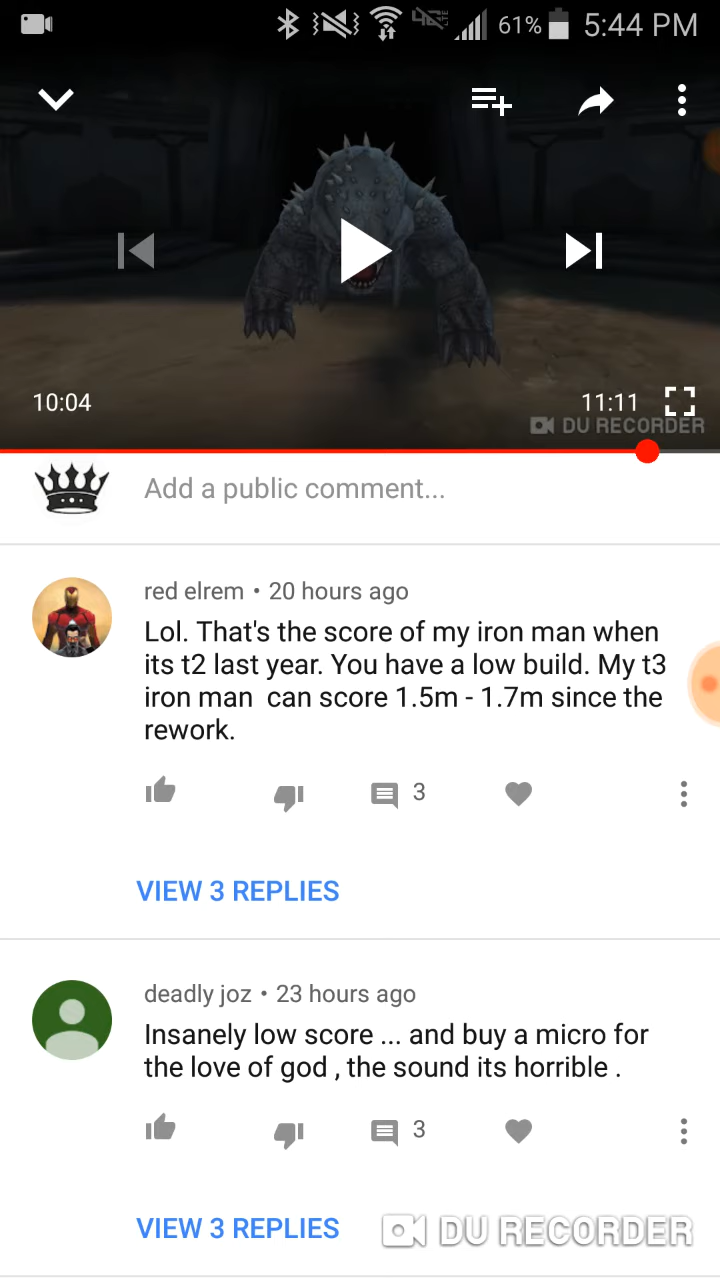 61% 5:44 PM
10:04
11:11
DU RECORDER
Add a public comment...
red elrem • 20 hours ago
Lol. That's the score of my iron man when
its t2 last year. You have a low build. My t3
iron man  can score 1.5m - 1.7m since the
rework.
3
VIEW 3 REPLIES
deadly joz • 23 hours ago
Insanely low score ... and buy a micro for
the love of god , the sound its horrible .
3
VIEW 3 REPLIES
DU RECORDER